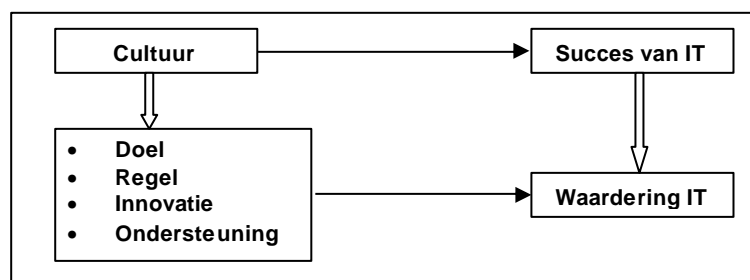 Cultuur
Succes van IT
• Doel
• Regel
• Innovatie
• Ondersteuning
Waardering IT